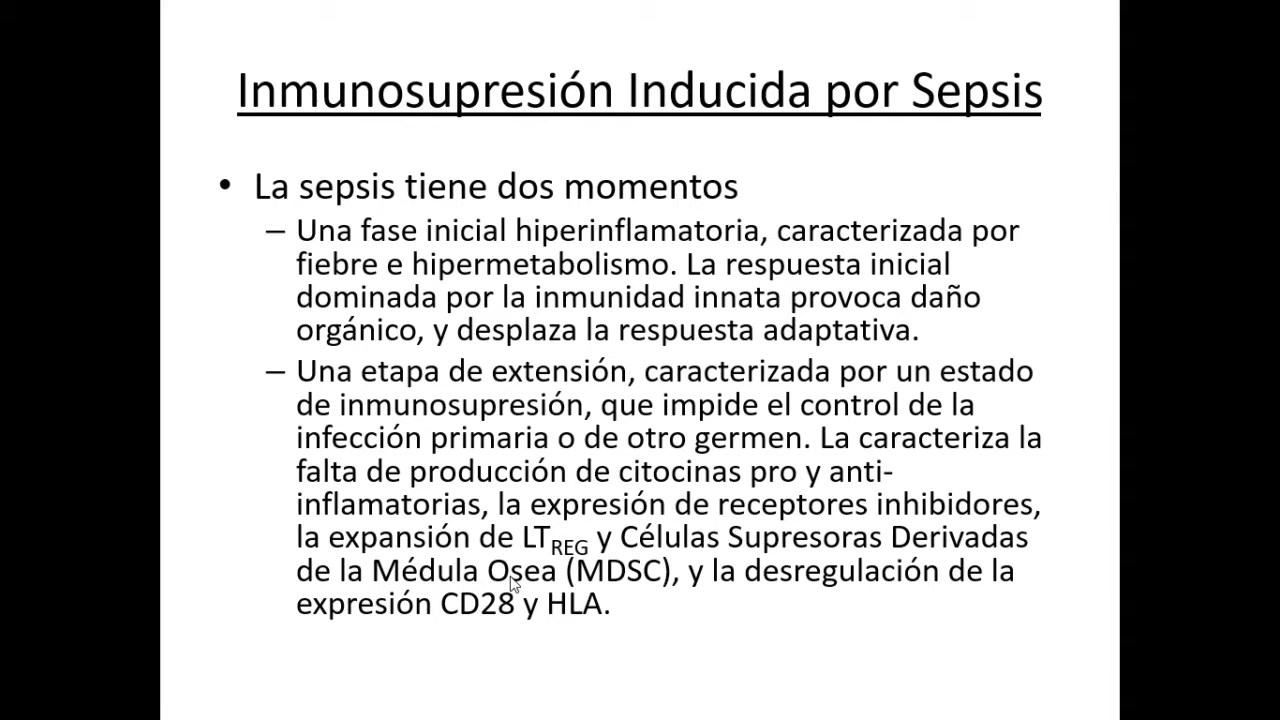 Inmunosupresión Inducida por Sepsis
• La sepsis tiene dos momentos
– Una fase inicial hiperinflamatoria, caracterizada por
fiebre e hipermetabolismo. La respuesta inicial
dominada por la inmunidad innata provoca daño
orgánico, y desplaza la respuesta adaptativa.
– Una etapa de extensión, caracterizada por un estado
de inmunosupresión, que impide el control de la
infección primaria o de otro germen. La caracteriza la
falta de producción de citocinas pro y anti-
inflamatorias, la expresión de receptores inhibidores,
la expansión de LTREG y Células Supresoras Derivadas
de la Médula Osea (MDSC), y la desregulación de la
expresión CD28 y HLA.